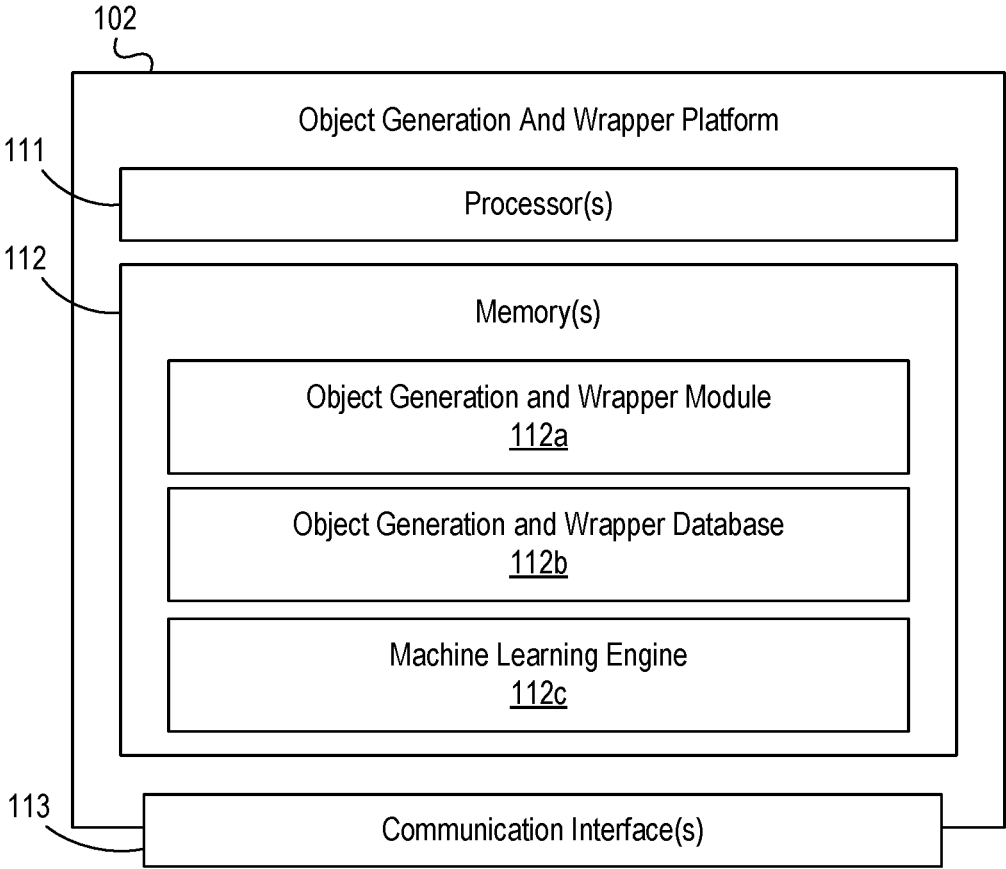 102
Object Generation And Wrapper Platform
111
Processor(s)
112
Memory(s)
Object Generation and Wrapper Module
112a
Object Generation and Wrapper Database
112b
Machine Learning Engine
112c
113
Communication Interface(s)